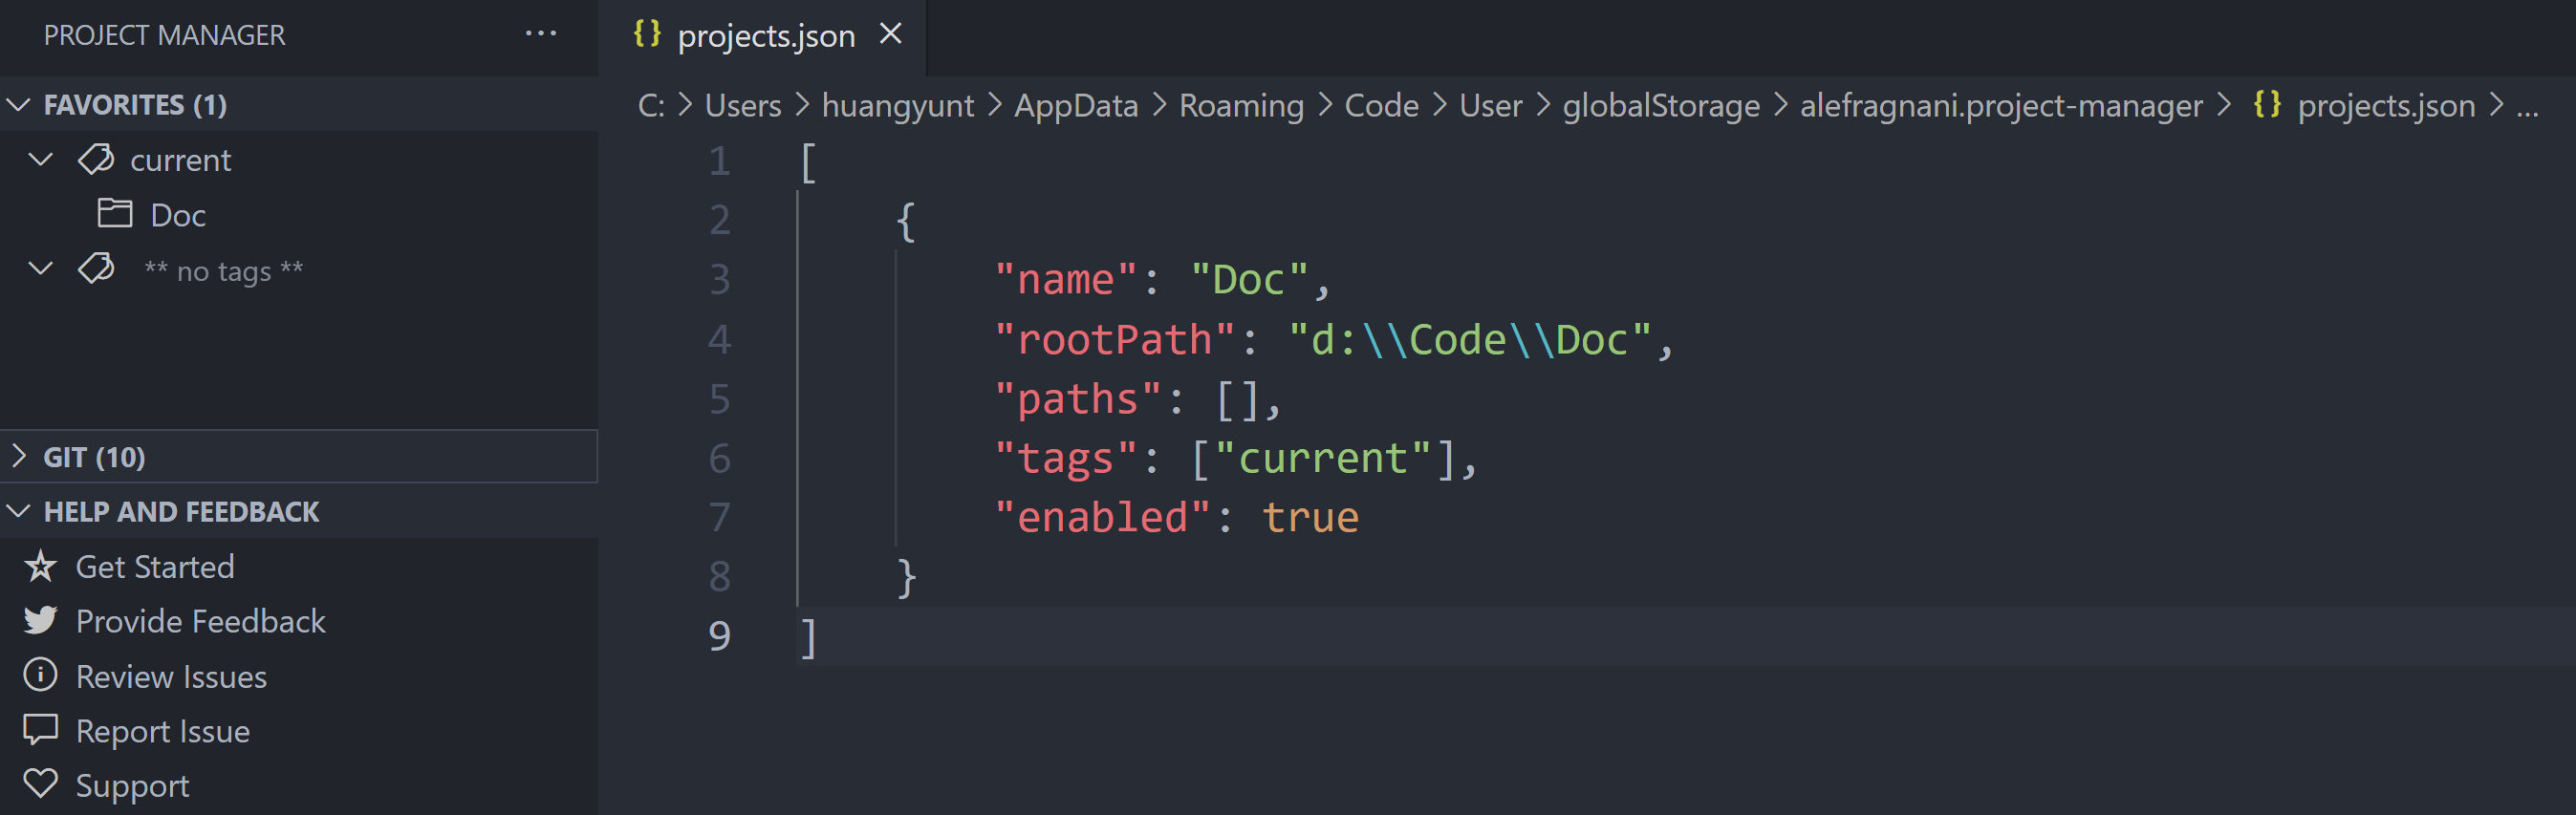 PROJECT MANAGER
FAVORITES (1)
current
Doc
** no tags **
GIT (10)
HELP AND FEEDBACK
Get Started
Provide Feedback
Review Issues
Report Issue
Support
projects.json
C: > Users > huangyunt > AppData > Roaming > Code > User > globalStorage > alefragnani.project-manager > {} projects.json > ...
1 [
2 {
3 "name": "Doc",
4 "rootPath": "d:\\Code\\Doc",
5 "paths": [],
6 "tags": ["current"],
7 "enabled": true
8 }
9 ]